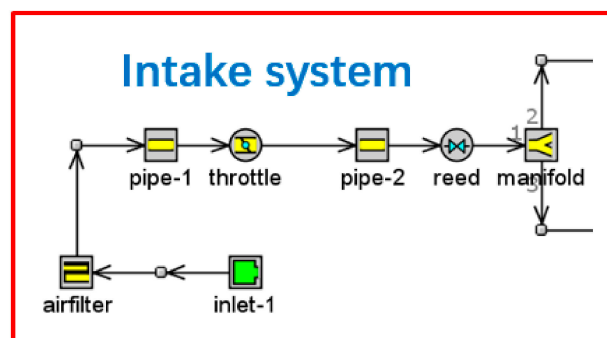 Intake system
2
1
pipe-1 throttle pipe-2 reed manifold
3
airfilter inlet-1